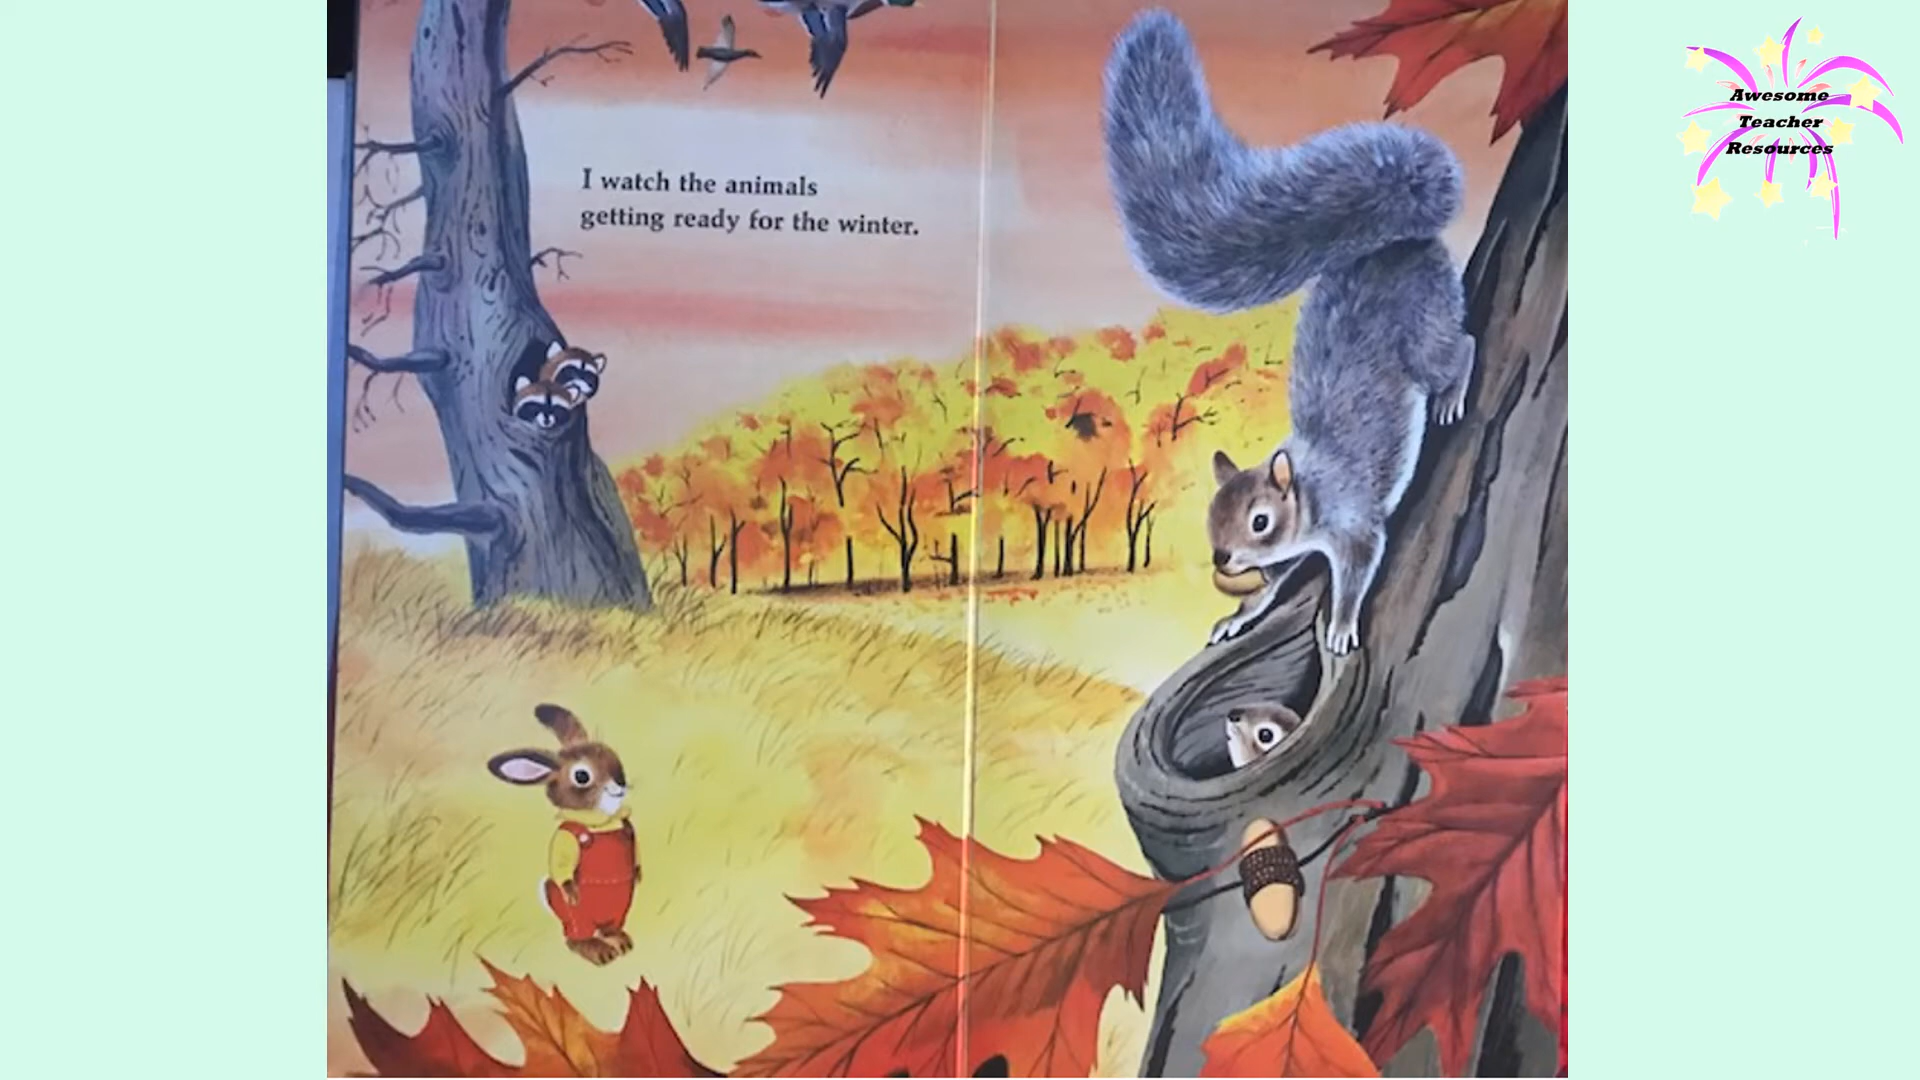 I watch the animals
getting ready for the winter.
Awesome
Teacher
Resources